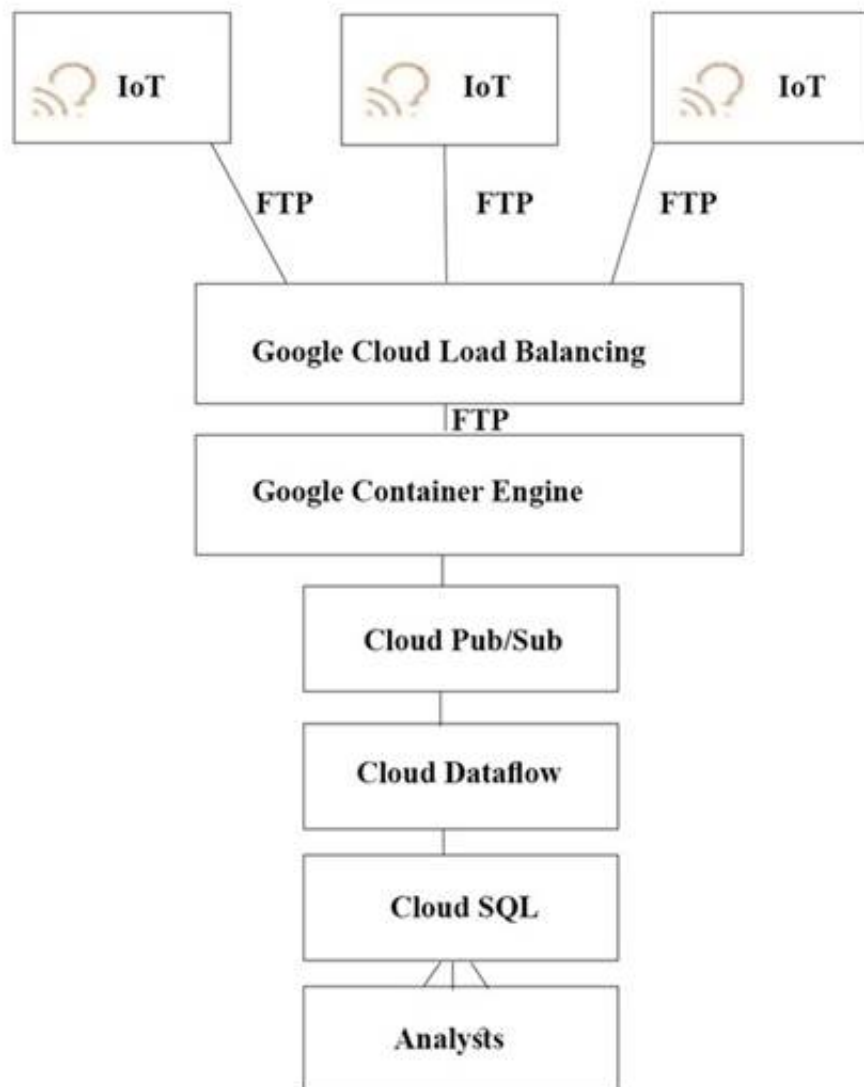 IoT
IoT
IoT
FTP
FTP
FTP
Google Cloud Load Balancing
FTP
Google Container Engine
Cloud Pub/Sub
Cloud Dataflow
Cloud SQL
Analysts